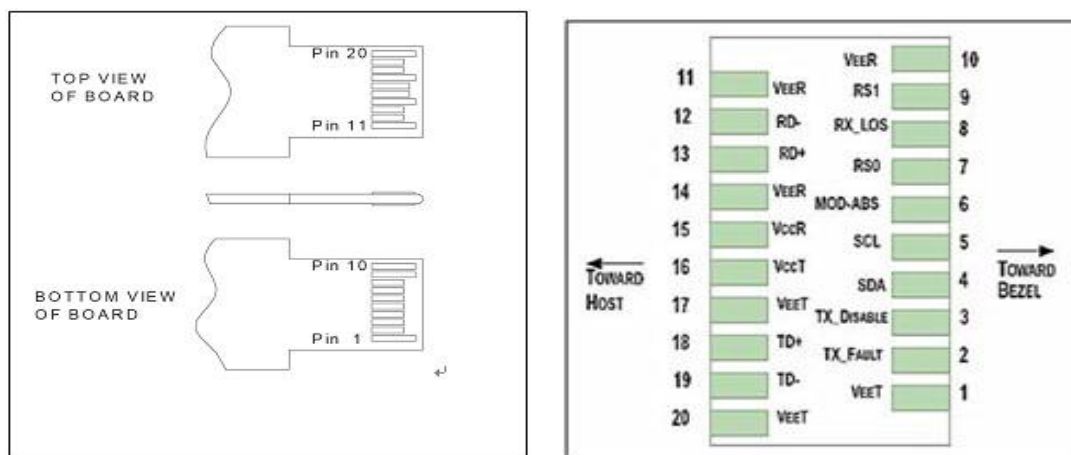 Pin 20
TOP VIEW
OF BOARD
Pin 11
Pin 10
BOTTOM VIEW
OF BOARD
Pin 1
11 VEER
12 RD-
13 RD+
14 VEER
15 VCCR
16 VCCT
17 VEET
18 TD+
19 TD-
20 VEET
TOWARD
HOST
VEER 10
RS1 9
RX_LOS 8
RS0 7
MOD-ABS 6
SCL 5
SDA 4
TX_DISABLE 3
TX_FAULT 2
VEET 1
TOWARD
BEZEL